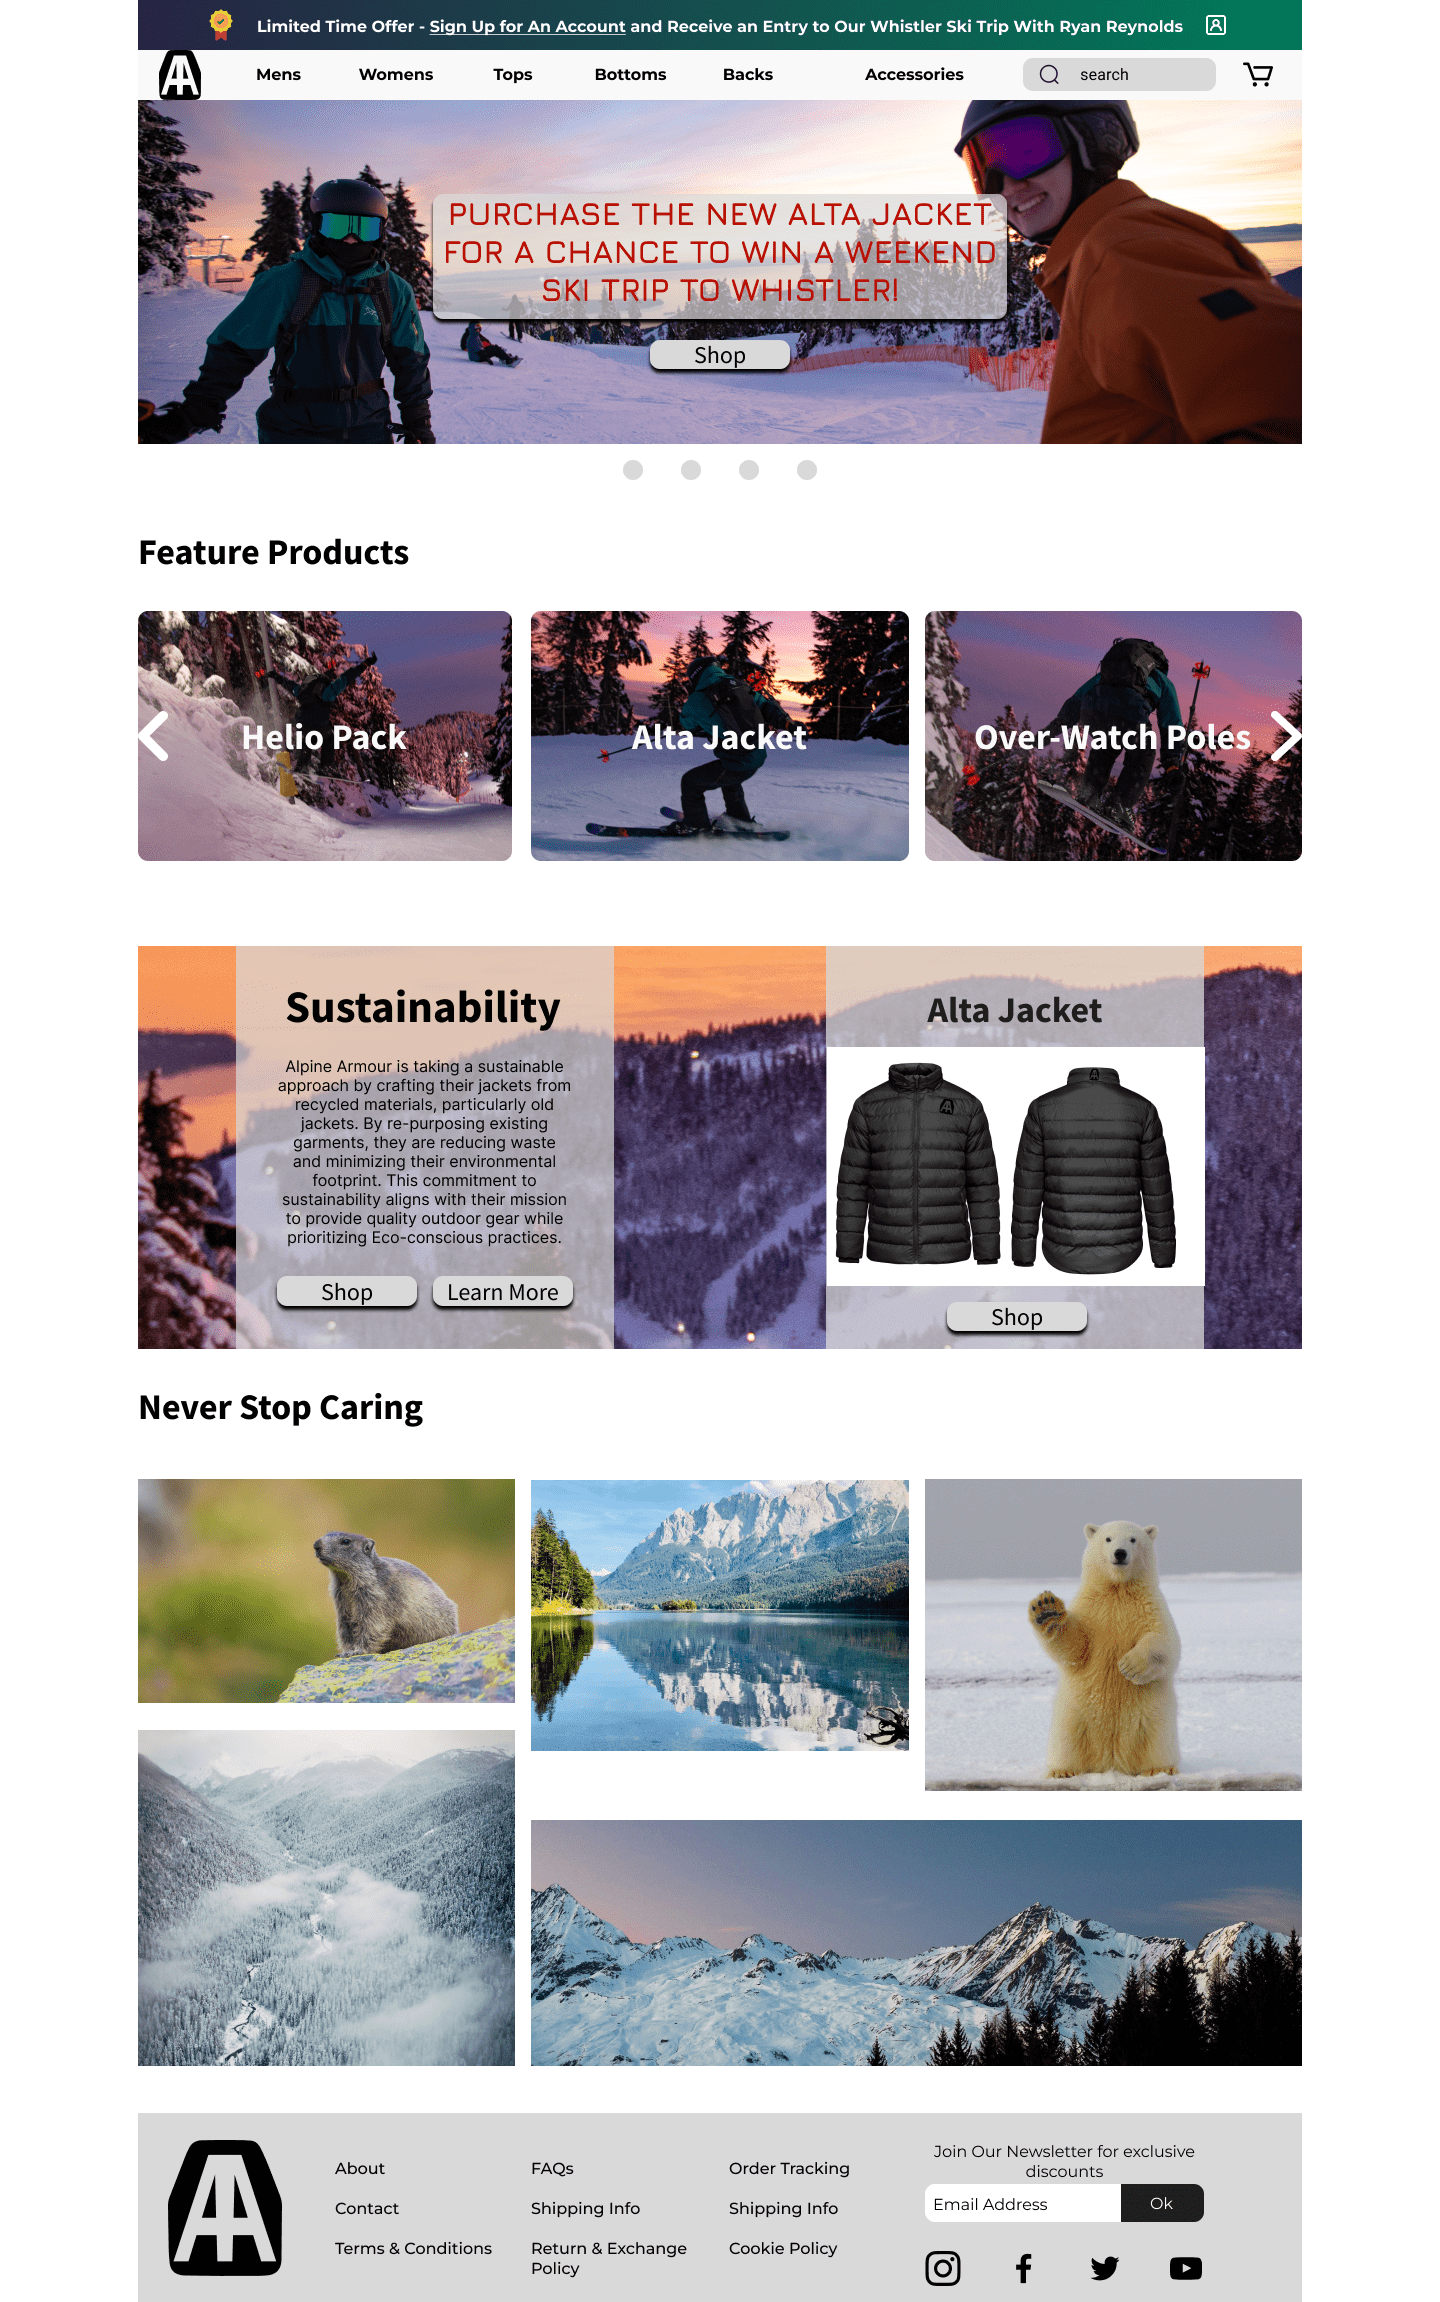 Limited Time Offer - Sign Up for An Account and Receive an Entry to Our Whistler Ski Trip With Ryan Reynolds
Mens
Womens
Tops
Bottoms
Backs
Accessories
search
PURCHASE THE NEW ALTA JACKET
FOR A CHANCE TO WIN A WEEKEND
SKI TRIP TO WHISTLER!
Shop
Feature Products
Helio Pack
Alta Jacket
Over-Watch Poles
Sustainability
Alpine Armour is taking a sustainable
approach by crafting their jackets from
recycled materials, particularly old
jackets. By re-purposing existing
garments, they are reducing waste
and minimizing their environmental
footprint. This commitment to
sustainability aligns with their mission
to provide quality outdoor gear while
prioritizing Eco-conscious practices.
Shop
Learn More
Alta Jacket
Shop
Never Stop Caring
About
Contact
Terms & Conditions
FAQs
Shipping Info
Return & Exchange
Policy
Order Tracking
Shipping Info
Cookie Policy
Join Our Newsletter for exclusive
discounts
Email Address
Ok